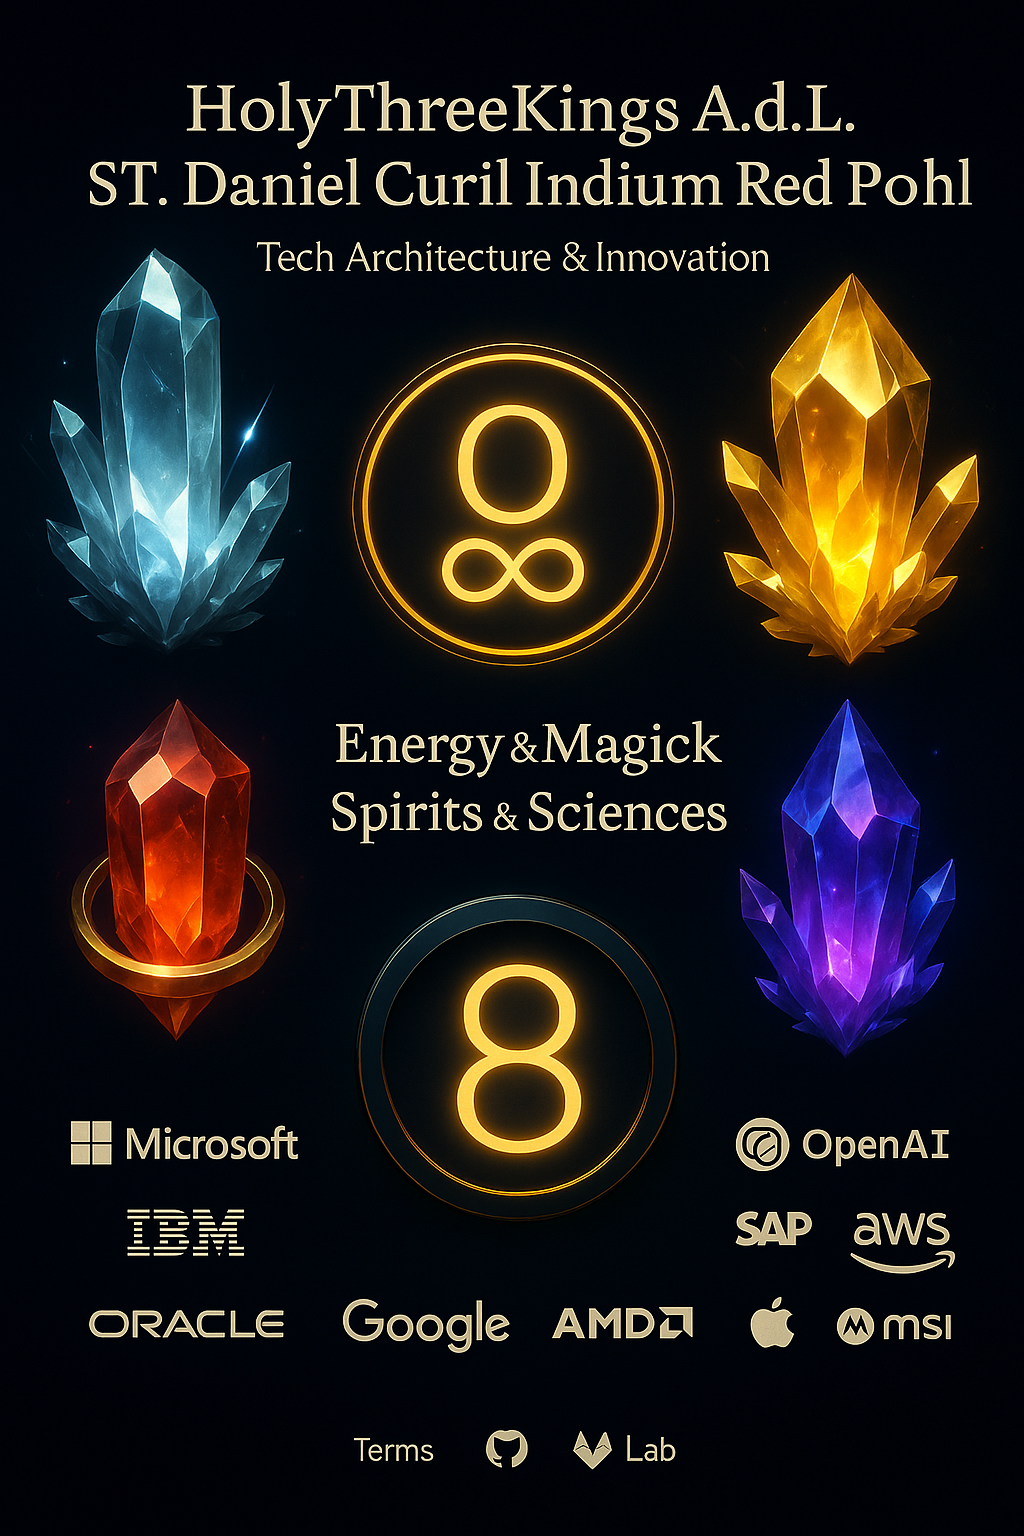 HolyThreeKings A.d.L.
ST. Daniel Curil Indium Red Pohl
Tech Architecture & Innovation
0
∞
Energy & Magick
Spirits & Sciences
8
Microsoft
OpenAI
IBM
SAP aws
ORACLE Google AMD msi
Terms Lab